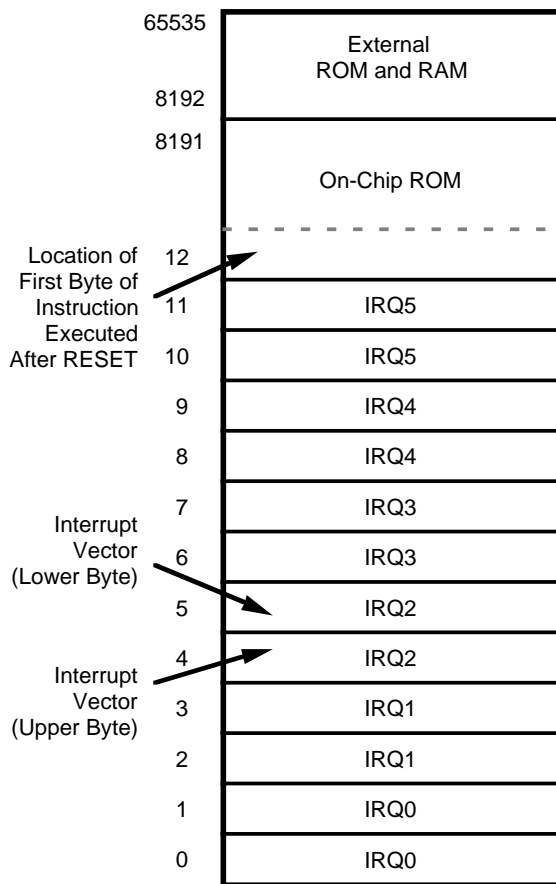 65535
External
ROM and RAM
8192
8191
On-Chip ROM
Location of
First Byte of
Instruction
Executed
After RESET
12
11 IRQ5
10 IRQ5
9 IRQ4
8 IRQ4
7 IRQ3
Interrupt
Vector
(Lower Byte)
6 IRQ3
5 IRQ2
4 IRQ2
Interrupt
Vector
(Upper Byte)
3 IRQ1
2 IRQ1
1 IRQ0
0 IRQ0